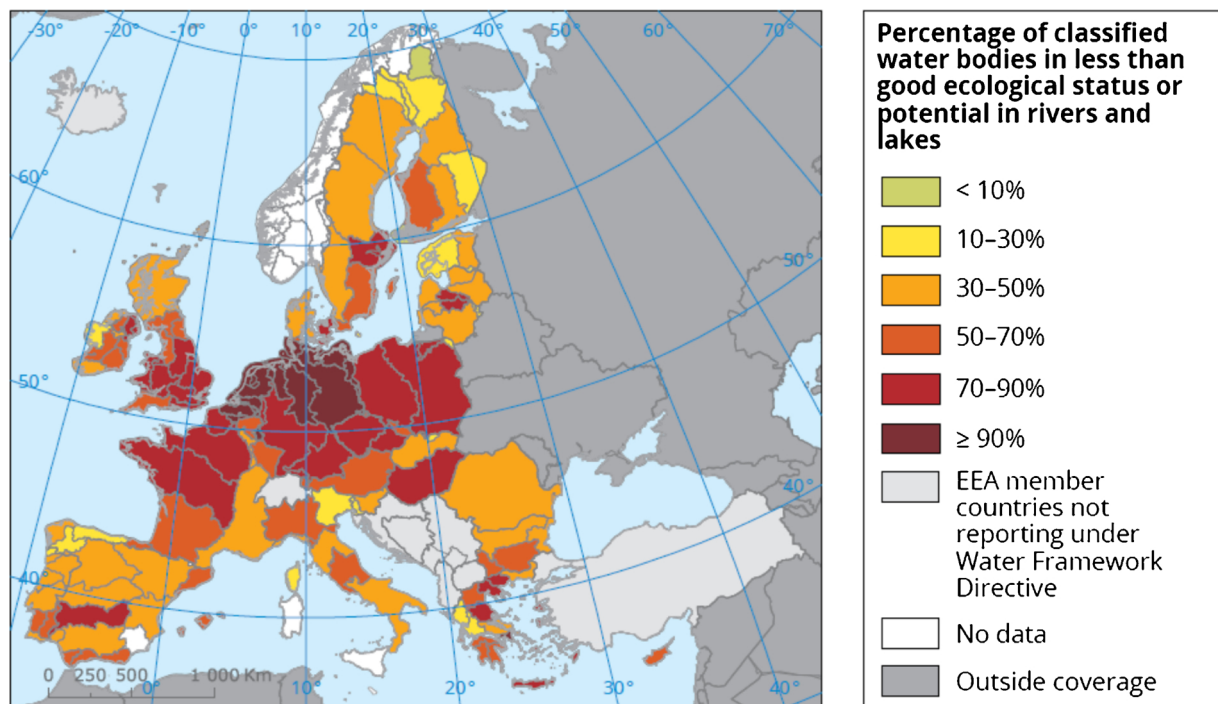 -30° -20° -10° 0° 10° 20° 30° 40° 50° 60° 70°
60°
50°
50°
40°
40°
0 250 500 1 000 Km
0° 10° 20° 30° 40°
Percentage of classified
water bodies in less than
good ecological status or
potential in rivers and
lakes
< 10%
10–30%
30–50%
50–70%
70–90%
≥ 90%
EEA member
countries not
reporting under
Water Framework
Directive
No data
Outside coverage